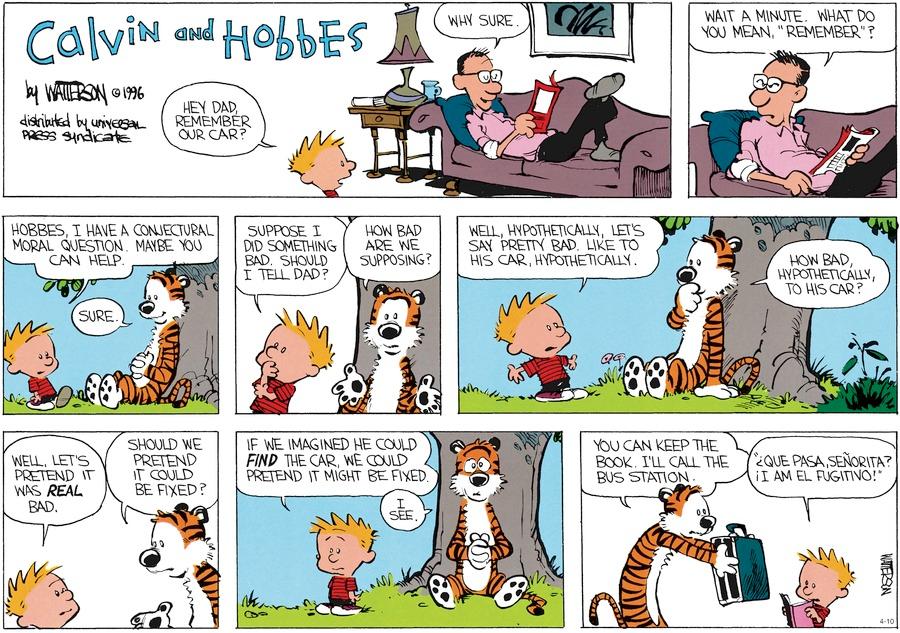 Calvin and Hobbes
by WATTERSON © 1996
distributed by universal
PRESS syndicate
HEY DAD,
REMEMBER
OUR CAR?
WHY SURE.
WAIT A MINUTE. WHAT DO
YOU MEAN, "REMEMBER"?
HOBBES, I HAVE A CONJECTURAL
MORAL QUESTION. MAYBE YOU
CAN HELP.
SURE.
SUPPOSE I
DID SOMETHING
BAD. SHOULD
I TELL DAD?
HOW BAD
ARE WE
SUPPOSING?
WELL, HYPOTHETICALLY, LET'S
SAY PRETTY BAD. LIKE TO
HIS CAR, HYPOTHETICALLY.
HOW BAD,
HYPOTHETICALLY,
TO HIS CAR?
WELL, LET'S
PRETEND IT
WAS REAL
BAD.
SHOULD WE
PRETEND
IT COULD
BE FIXED?
IF WE IMAGINED HE COULD
FIND THE CAR, WE COULD
PRETEND IT MIGHT BE FIXED.
I
SEE.
YOU CAN KEEP THE
BOOK. I'LL CALL THE
BUS STATION.
"¿QUE PASA, SEÑORITA?
¡I AM EL FUGITIVO!"
WATTERSON
4-10